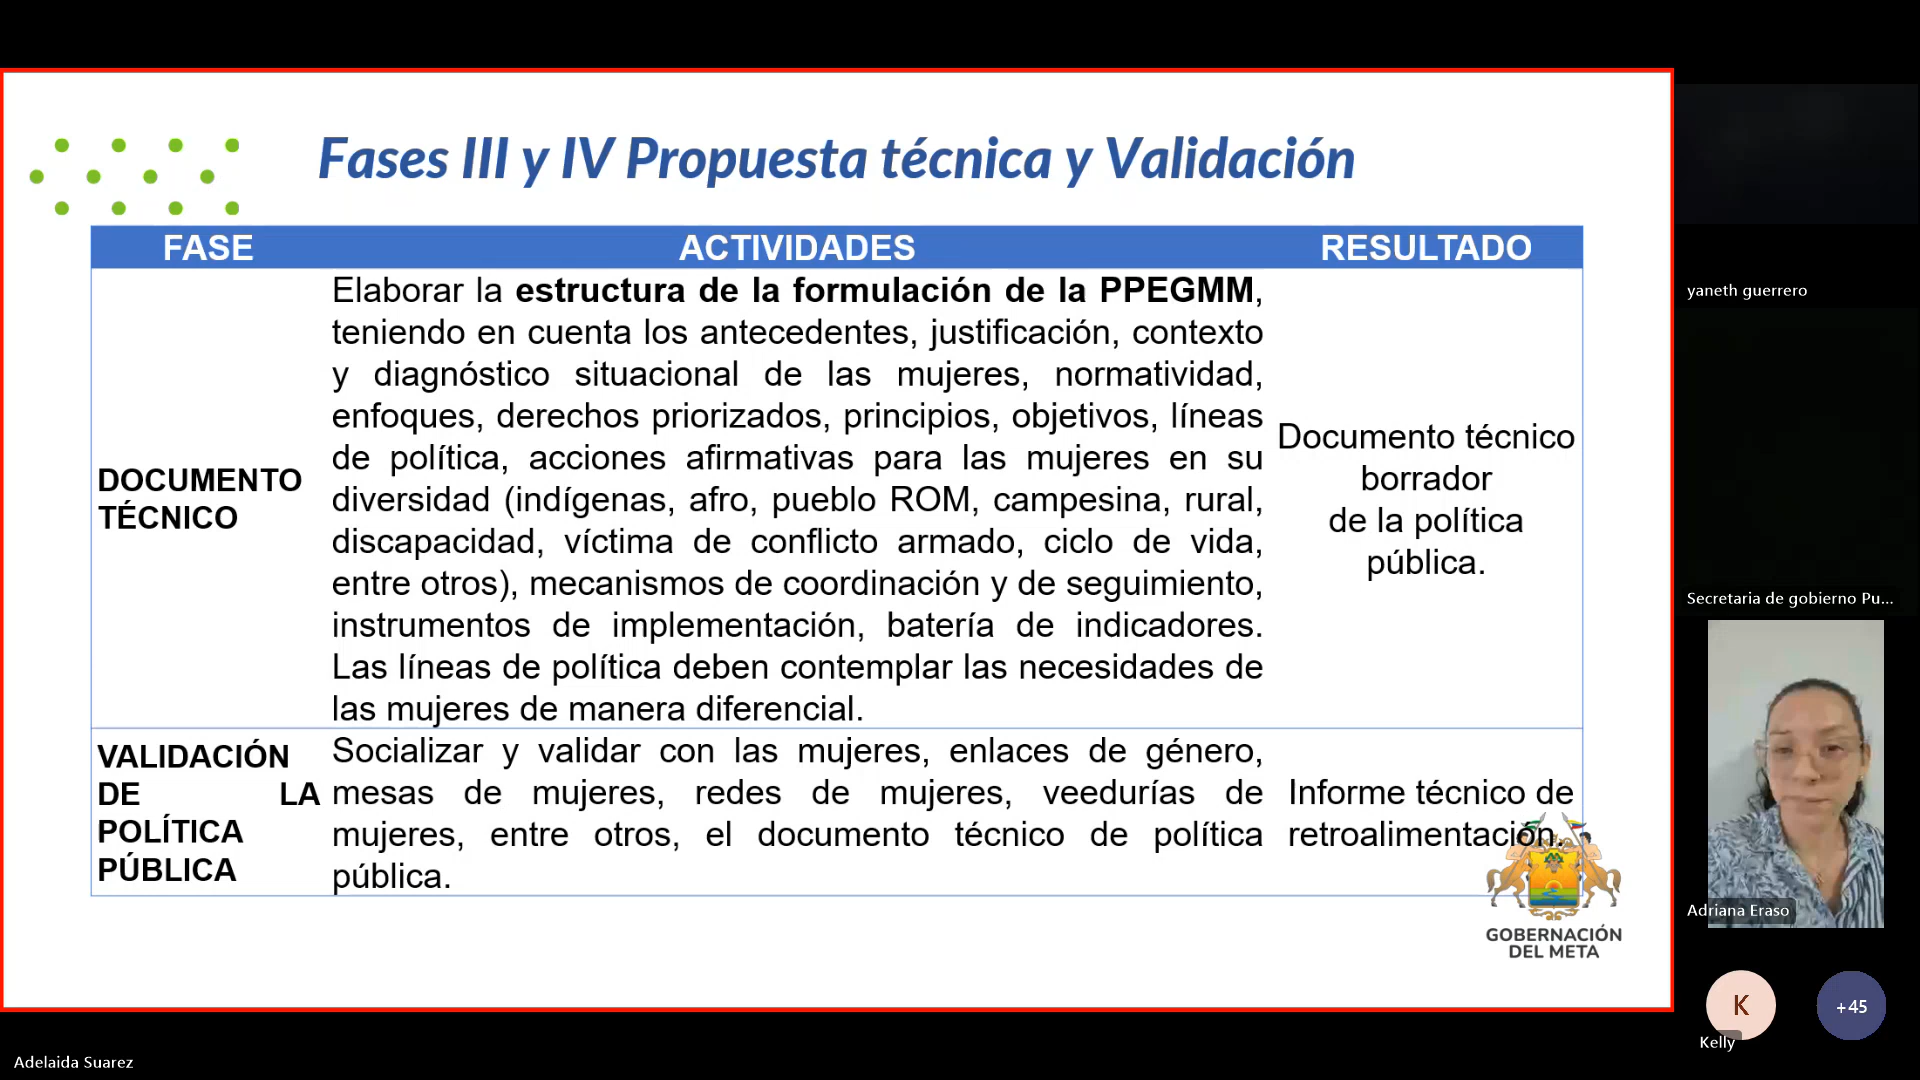 Fases III y IV Propuesta técnica y Validación
FASE ACTIVIDADES RESULTADO
DOCUMENTO
TÉCNICO
Elaborar la estructura de la formulación de la PPEGMM,
teniendo en cuenta los antecedentes, justificación, contexto
y diagnóstico situacional de las mujeres, normatividad,
enfoques, derechos priorizados, principios, objetivos, líneas
de política, acciones afirmativas para las mujeres en su
diversidad (indígenas, afro, pueblo ROM, campesina, rural,
discapacidad, víctima de conflicto armado, ciclo de vida,
entre otros), mecanismos de coordinación y de seguimiento,
instrumentos de implementación, batería de indicadores.
Las líneas de política deben contemplar las necesidades de
las mujeres de manera diferencial.
Documento técnico
borrador
de la política
pública.
VALIDACIÓN
DE LA
POLÍTICA
PÚBLICA
Socializar y validar con las mujeres, enlaces de género,
mesas de mujeres, redes de mujeres, veedurías de
mujeres, entre otros, el documento técnico de política
pública.
Informe técnico de
retroalimentación.
GOBERNACIÓN
DEL META
yaneth guerrero
Secretaria de gobierno Pu...
Adriana Eraso
K
Kelly
+45
Adelaida Suarez